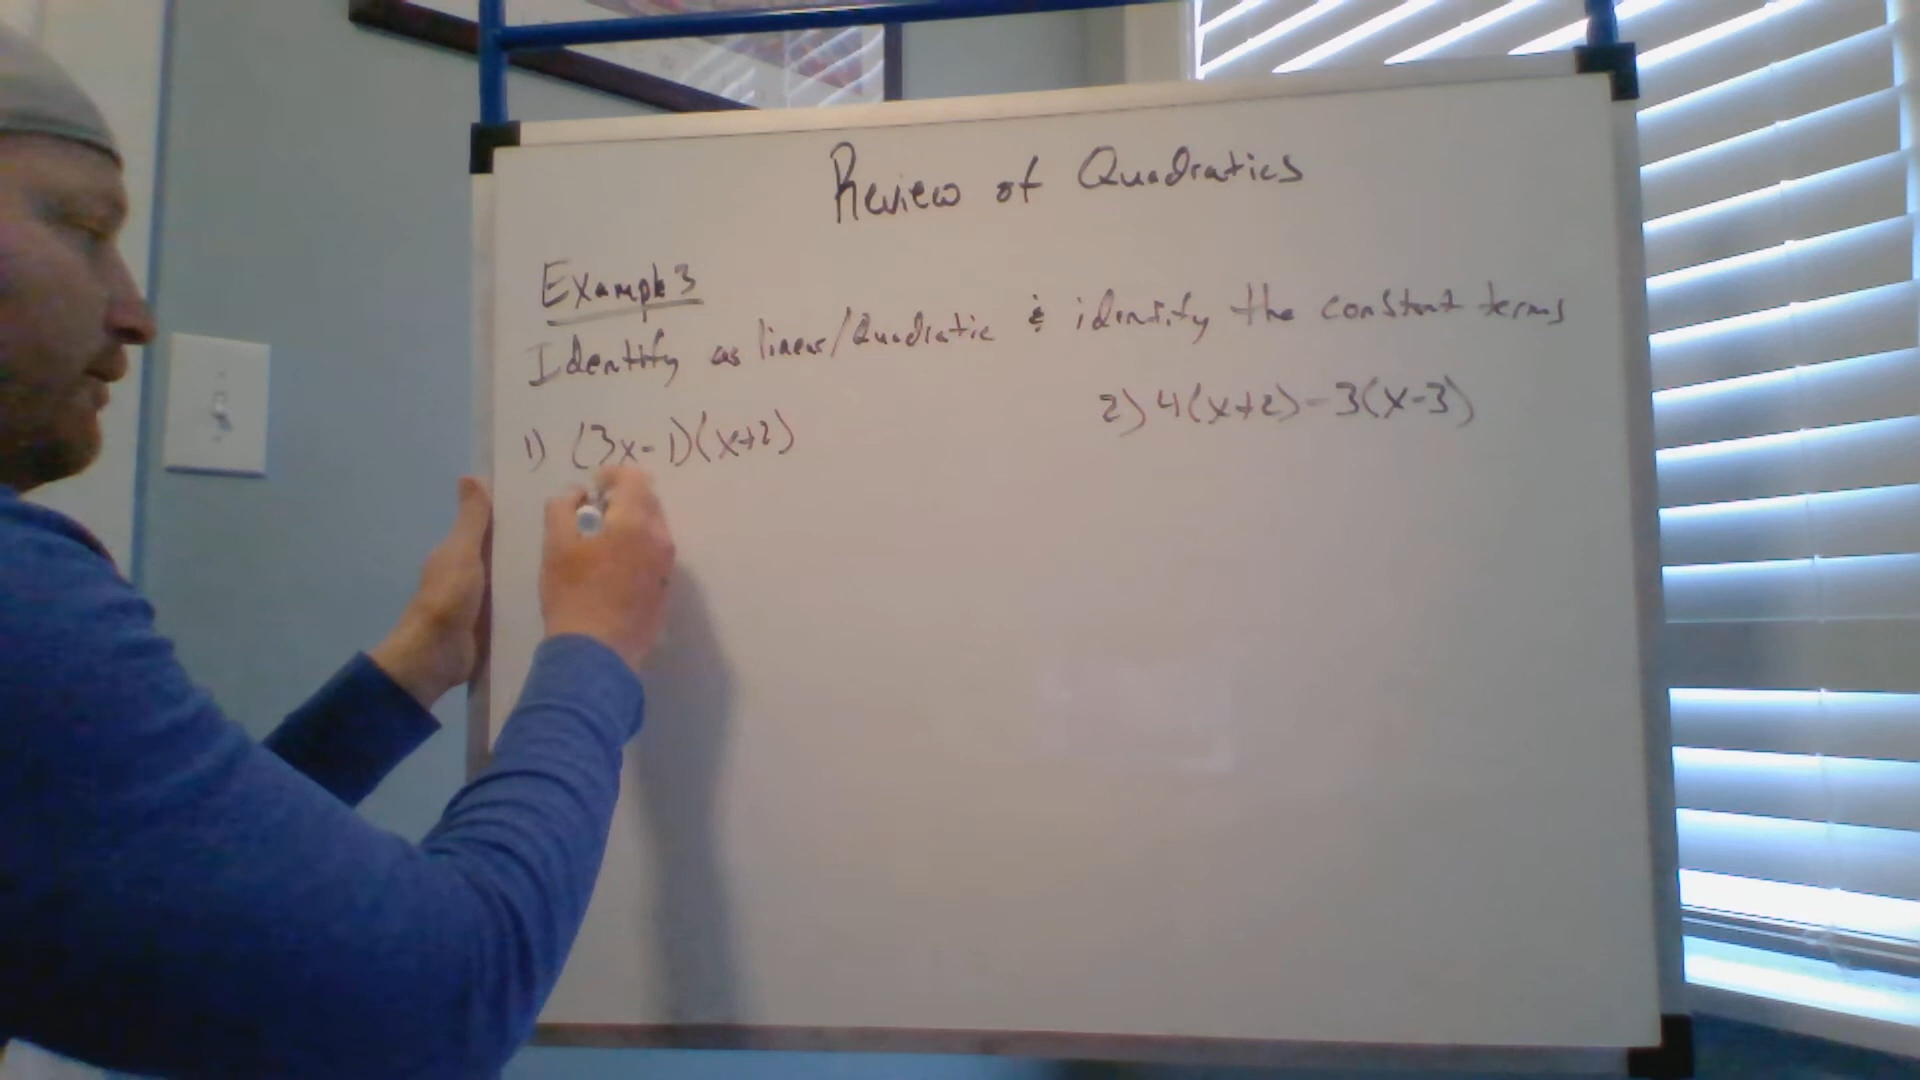 Review of Quadratics
Example 3
Identify as linear/Quadratic & identify the constant terms
1) (3x-1)(x+2)
2) 4(x+2)-3(x-3)